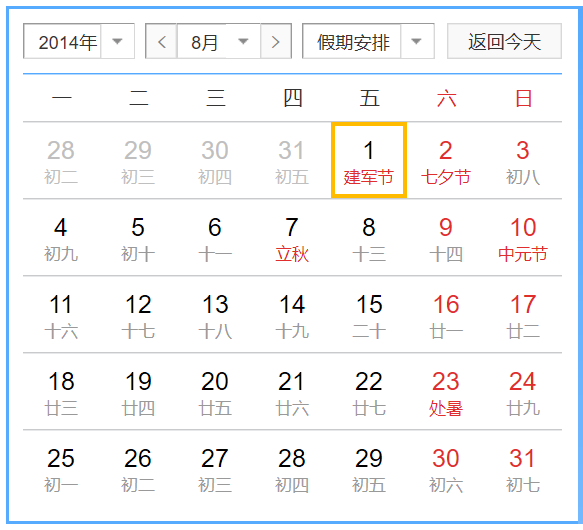 2014年 8月 假期安排 返回今天
一 二 三 四 五 六 日
28 29 30 31 1 2 3
初二 初三 初四 初五 建军节 七夕节 初八
4 5 6 7 8 9 10
初九 初十 十一 立秋 十三 十四 中元节
11 12 13 14 15 16 17
十六 十七 十八 十九 二十 廿一 廿二
18 19 20 21 22 23 24
廿三 廿四 廿五 廿六 廿七 处暑 廿九
25 26 27 28 29 30 31
初一 初二 初三 初四 初五 初六 初七